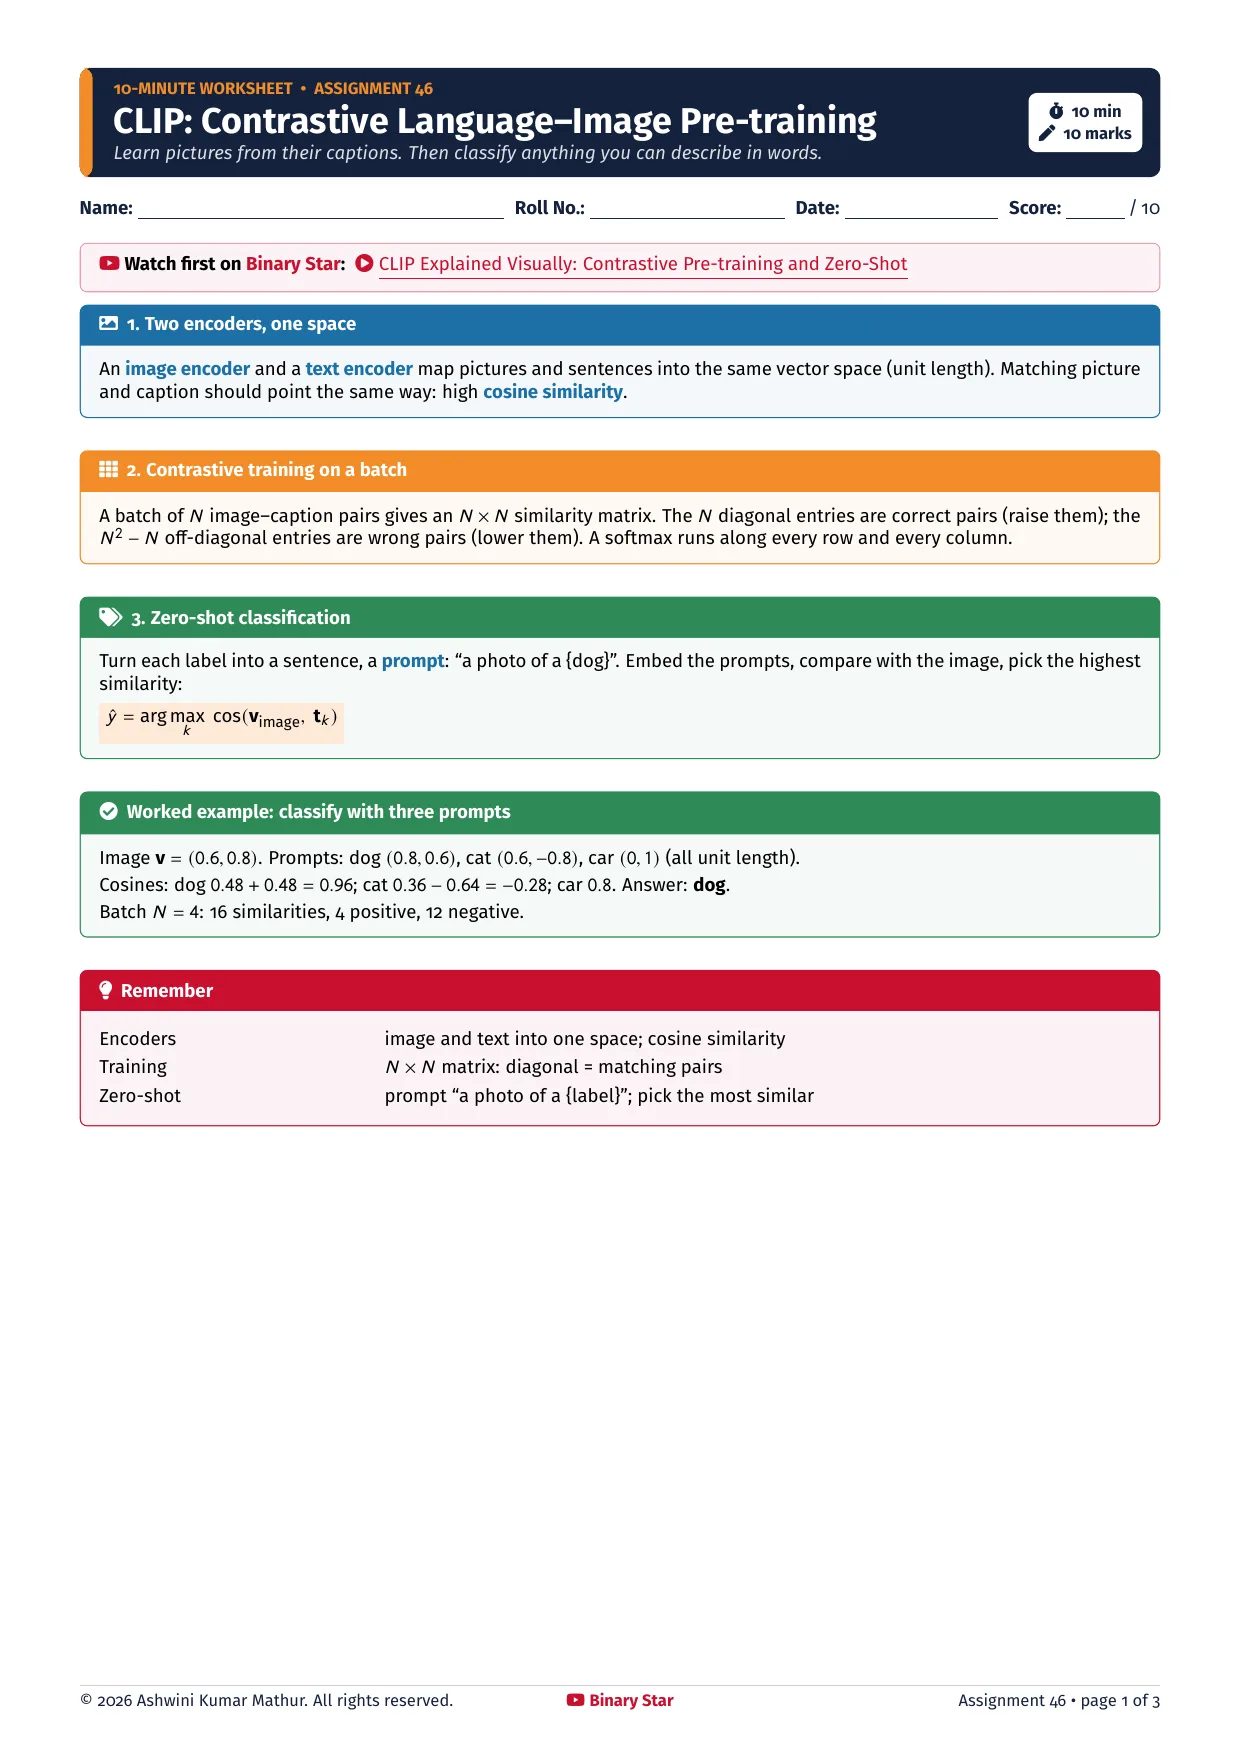 10-MINUTE WORKSHEET • ASSIGNMENT 46
CLIP: Contrastive Language–Image Pre-training
Learn pictures from their captions. Then classify anything you can describe in words.
10 min
10 marks
Name: Roll No.: Date: Score: / 10
Watch first on Binary Star: CLIP Explained Visually: Contrastive Pre-training and Zero-Shot
1. Two encoders, one space
An image encoder and a text encoder map pictures and sentences into the same vector space (unit length). Matching picture
and caption should point the same way: high cosine similarity.
2. Contrastive training on a batch
A batch of N image–caption pairs gives an N × N similarity matrix. The N diagonal entries are correct pairs (raise them); the
N² − N off-diagonal entries are wrong pairs (lower them). A softmax runs along every row and every column.
3. Zero-shot classification
Turn each label into a sentence, a prompt: “a photo of a {dog}”. Embed the prompts, compare with the image, pick the highest
similarity:
ŷ = arg max cos(v_image, t_k)
k
Worked example: classify with three prompts
Image v = (0.6, 0.8). Prompts: dog (0.8, 0.6), cat (0.6, −0.8), car (0, 1) (all unit length).
Cosines: dog 0.48 + 0.48 = 0.96; cat 0.36 − 0.64 = −0.28; car 0.8. Answer: dog.
Batch N = 4: 16 similarities, 4 positive, 12 negative.
Remember
Encoders image and text into one space; cosine similarity
Training N × N matrix: diagonal = matching pairs
Zero-shot prompt “a photo of a {label}”; pick the most similar
© 2026 Ashwini Kumar Mathur. All rights reserved. Binary Star Assignment 46 • page 1 of 3